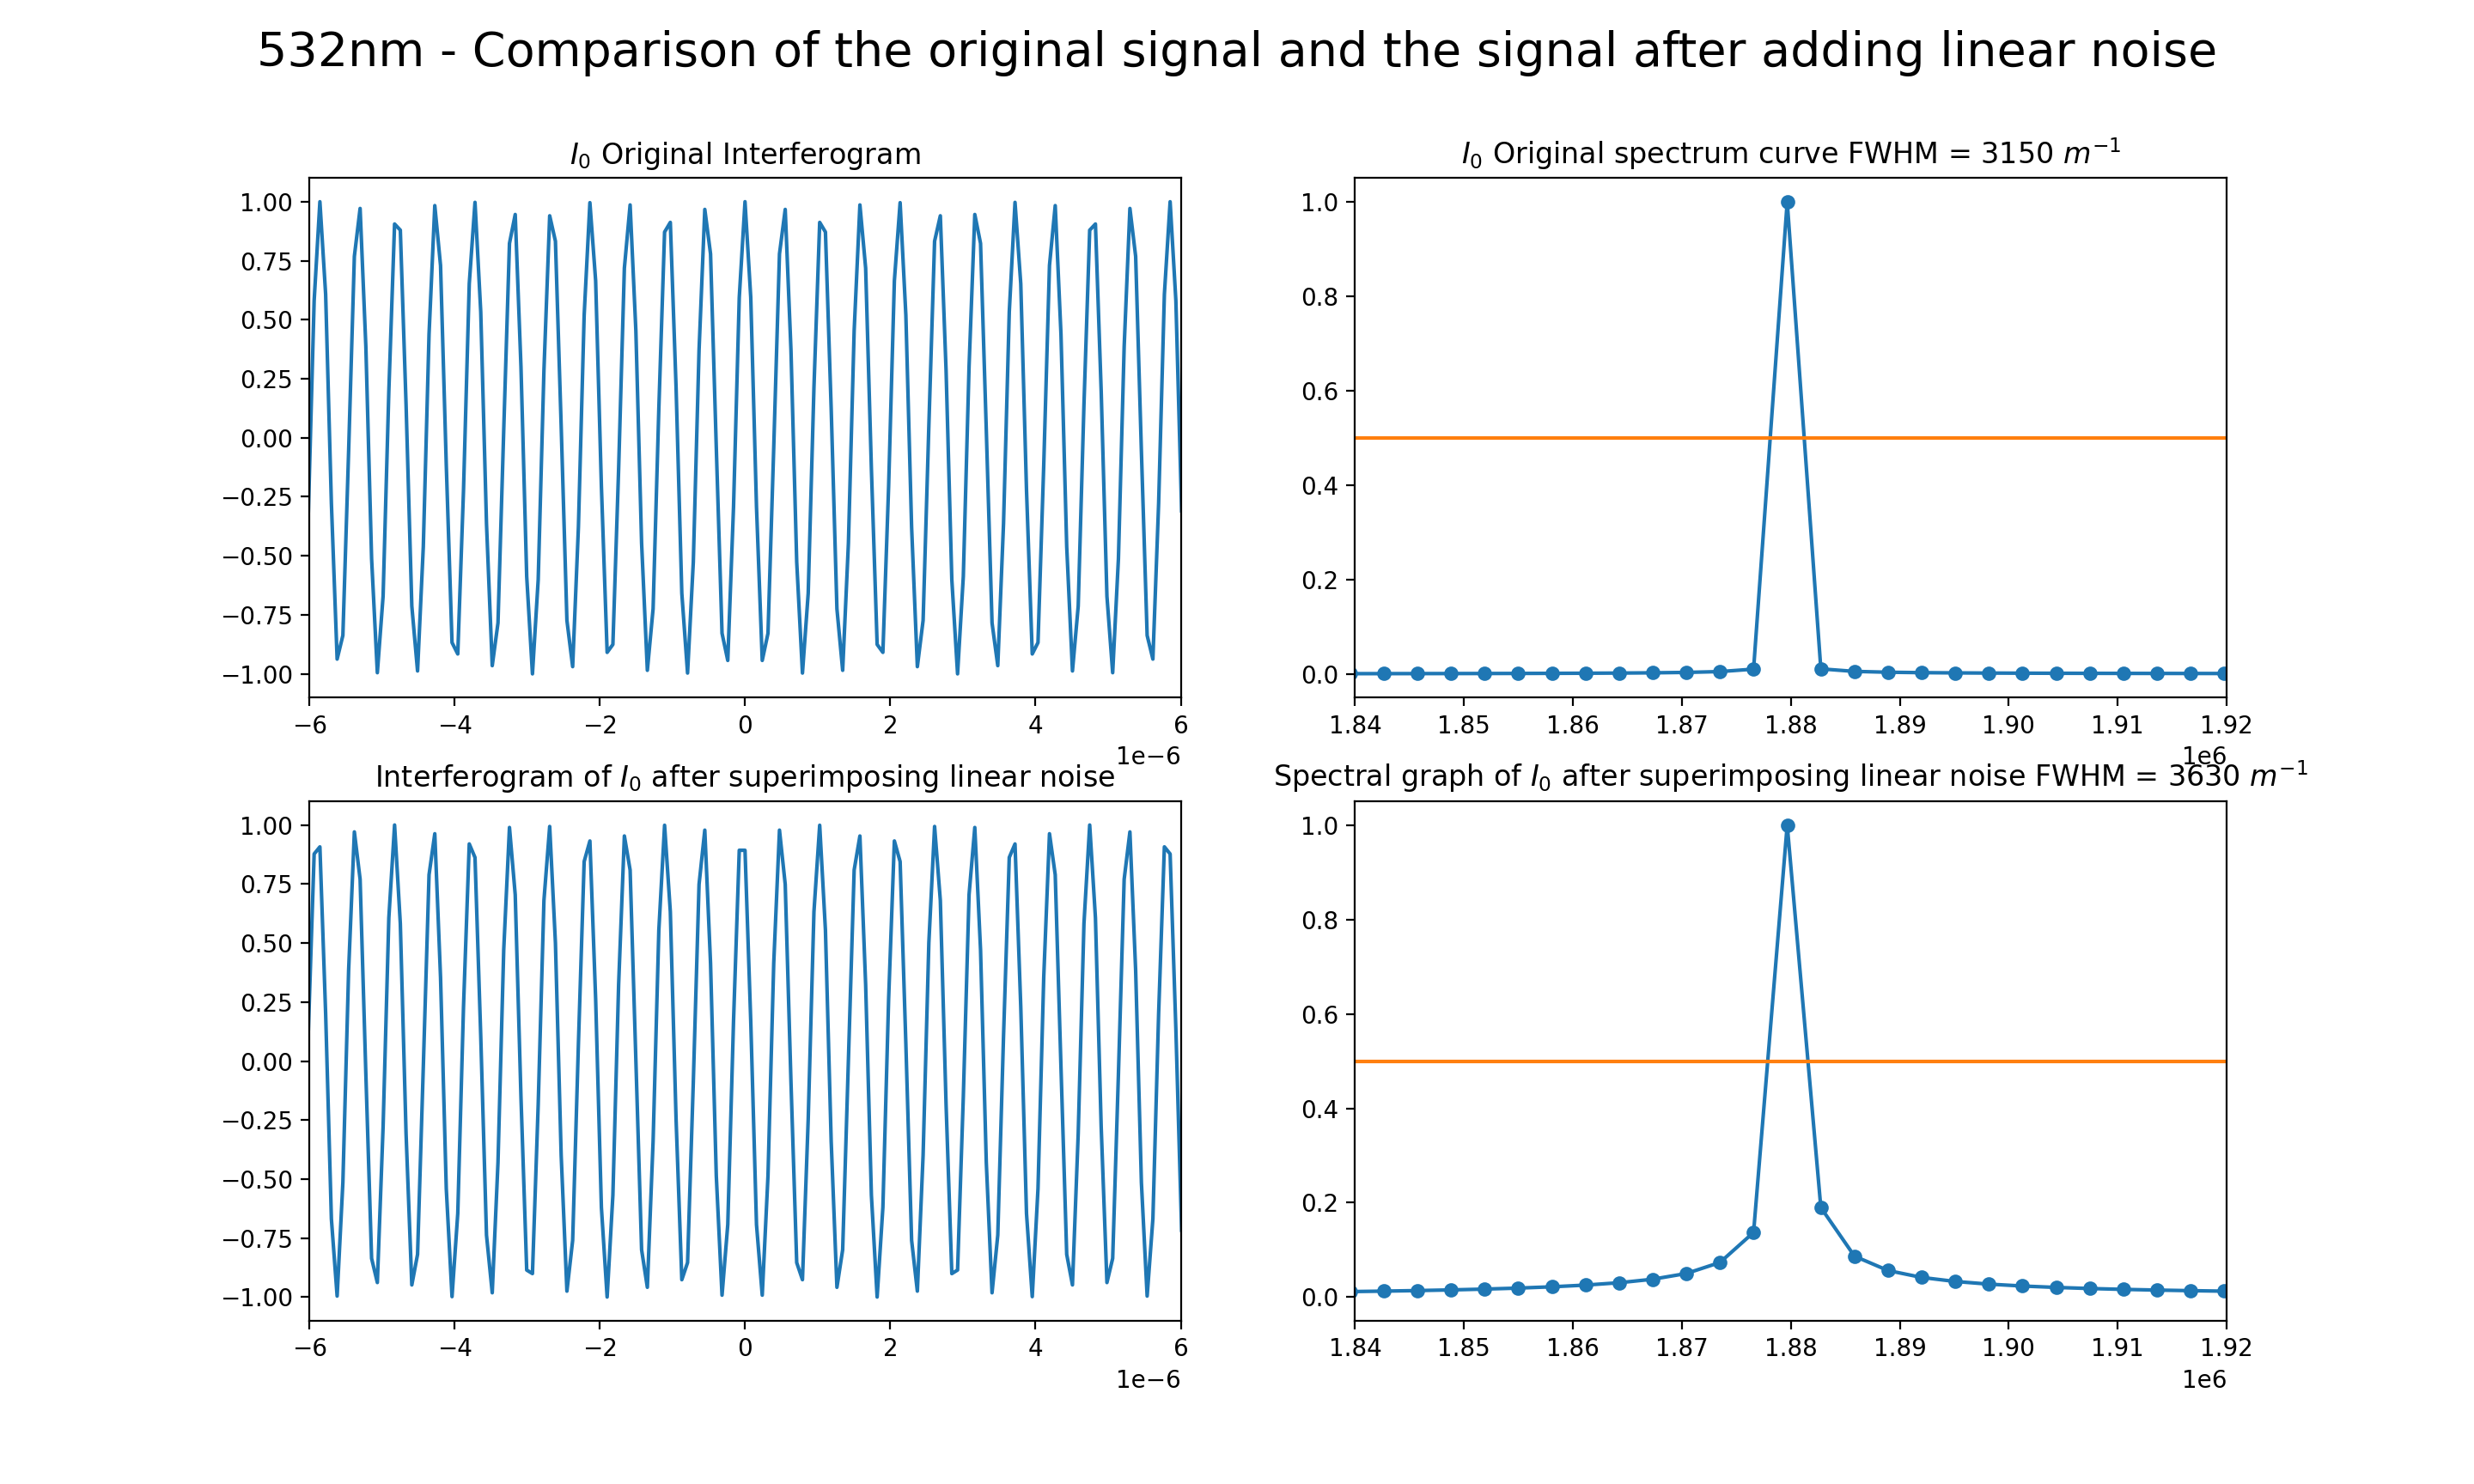 532nm - Comparison of the original signal and the signal after adding linear noise
I₀ Original Interferogram
1.00
0.75
0.50
0.25
0.00
−0.25
−0.50
−0.75
−1.00
−6 −4 −2 0 2 4 6
1e−6
I₀ Original spectrum curve FWHM = 3150 m⁻¹
1.0
0.8
0.6
0.4
0.2
0.0
1.84 1.85 1.86 1.87 1.88 1.89 1.90 1.91 1.92
1e6
Interferogram of I₀ after superimposing linear noise
1.00
0.75
0.50
0.25
0.00
−0.25
−0.50
−0.75
−1.00
−6 −4 −2 0 2 4 6
1e−6
Spectral graph of I₀ after superimposing linear noise FWHM = 3630 m⁻¹
1.0
0.8
0.6
0.4
0.2
0.0
1.84 1.85 1.86 1.87 1.88 1.89 1.90 1.91 1.92
1e6